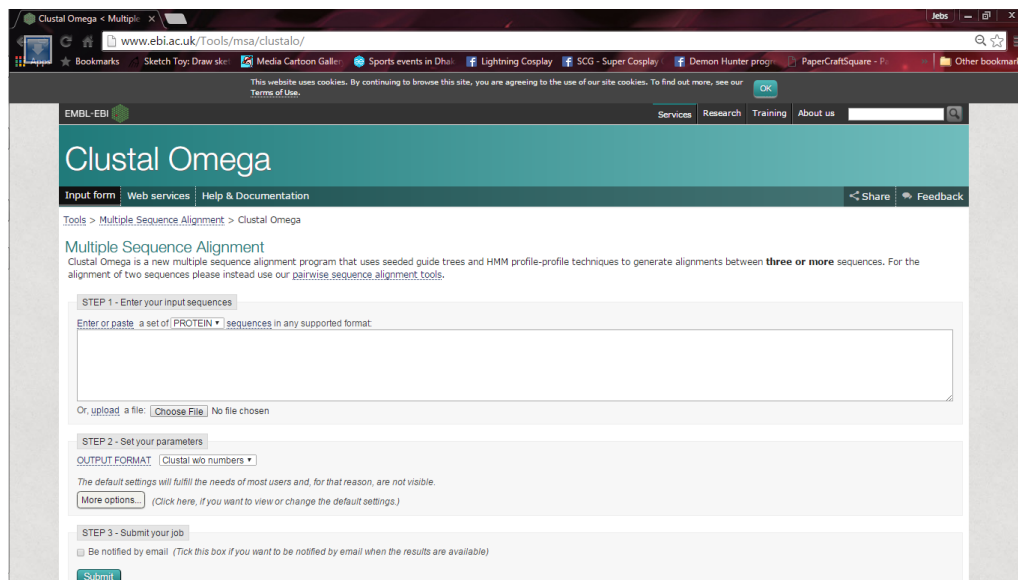 Clustal Omega < Multiple
Jebs
www.ebi.ac.uk/Tools/msa/clustalo/
Apps Bookmarks Sketch Toy: Draw sket Media Cartoon Galler Sports events in Dhak Lightning Cosplay SCG - Super Cosplay Demon Hunter progr PaperCraftSquare - Pa Other bookmar
This website uses cookies. By continuing to browse this site, you are agreeing to the use of our site cookies. To find out more, see our
Terms of Use.
OK
EMBL-EBI Services Research Training About us
Clustal Omega
Input form Web services Help & Documentation Share Feedback
Tools > Multiple Sequence Alignment > Clustal Omega
Multiple Sequence Alignment
Clustal Omega is a new multiple sequence alignment program that uses seeded guide trees and HMM profile-profile techniques to generate alignments between three or more sequences. For the
alignment of two sequences please instead use our pairwise sequence alignment tools.
STEP 1 - Enter your input sequences
Enter or paste a set of PROTEIN sequences in any supported format:
Or, upload a file: Choose File No file chosen
STEP 2 - Set your parameters
OUTPUT FORMAT Clustal w/o numbers
The default settings will fulfill the needs of most users and, for that reason, are not visible.
More options... (Click here, if you want to view or change the default settings.)
STEP 3 - Submit your job
Be notified by email (Tick this box if you want to be notified by email when the results are available)
Submit